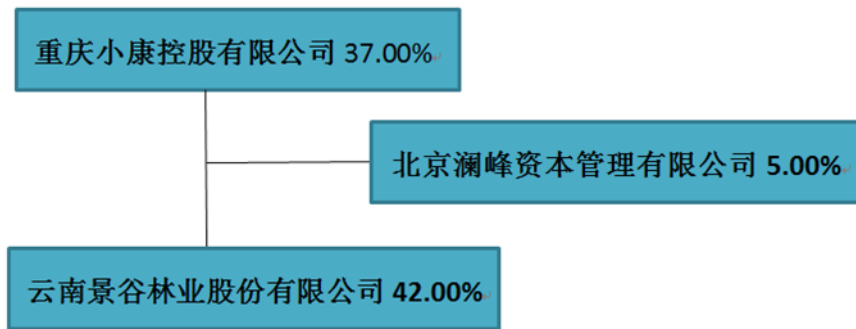 重庆小康控股有限公司 37.00%
北京澜峰资本管理有限公司 5.00%
云南景谷林业股份有限公司 42.00%